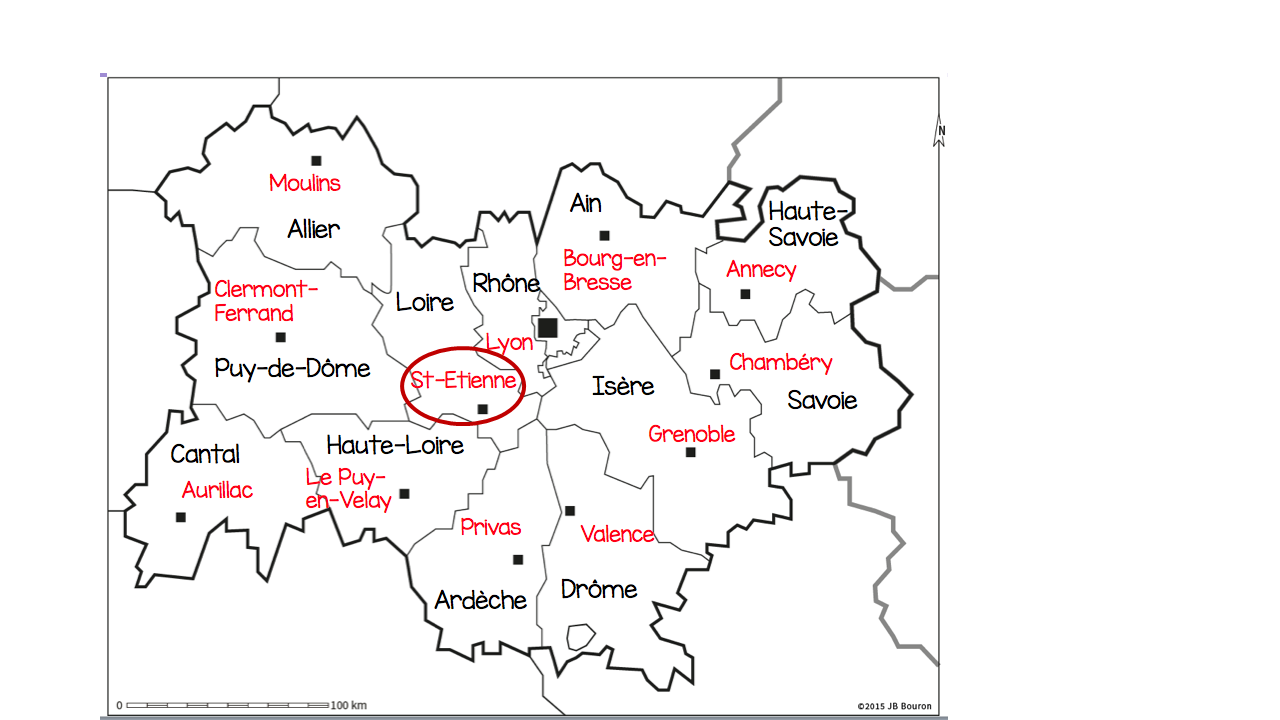 N
Moulins
Allier
Ain
Bourg-en-
Bresse
Haute-
Savoie
Annecy
Clermont-
Ferrand
Puy-de-Dôme
Loire
Rhône
Lyon
St-Etienne
Isère
Chambéry
Savoie
Grenoble
Cantal
Aurillac
Haute-Loire
Le Puy-
en-Velay
Privas
Ardèche
Valence
Drôme
0 100 km
©2015 JB Bouron